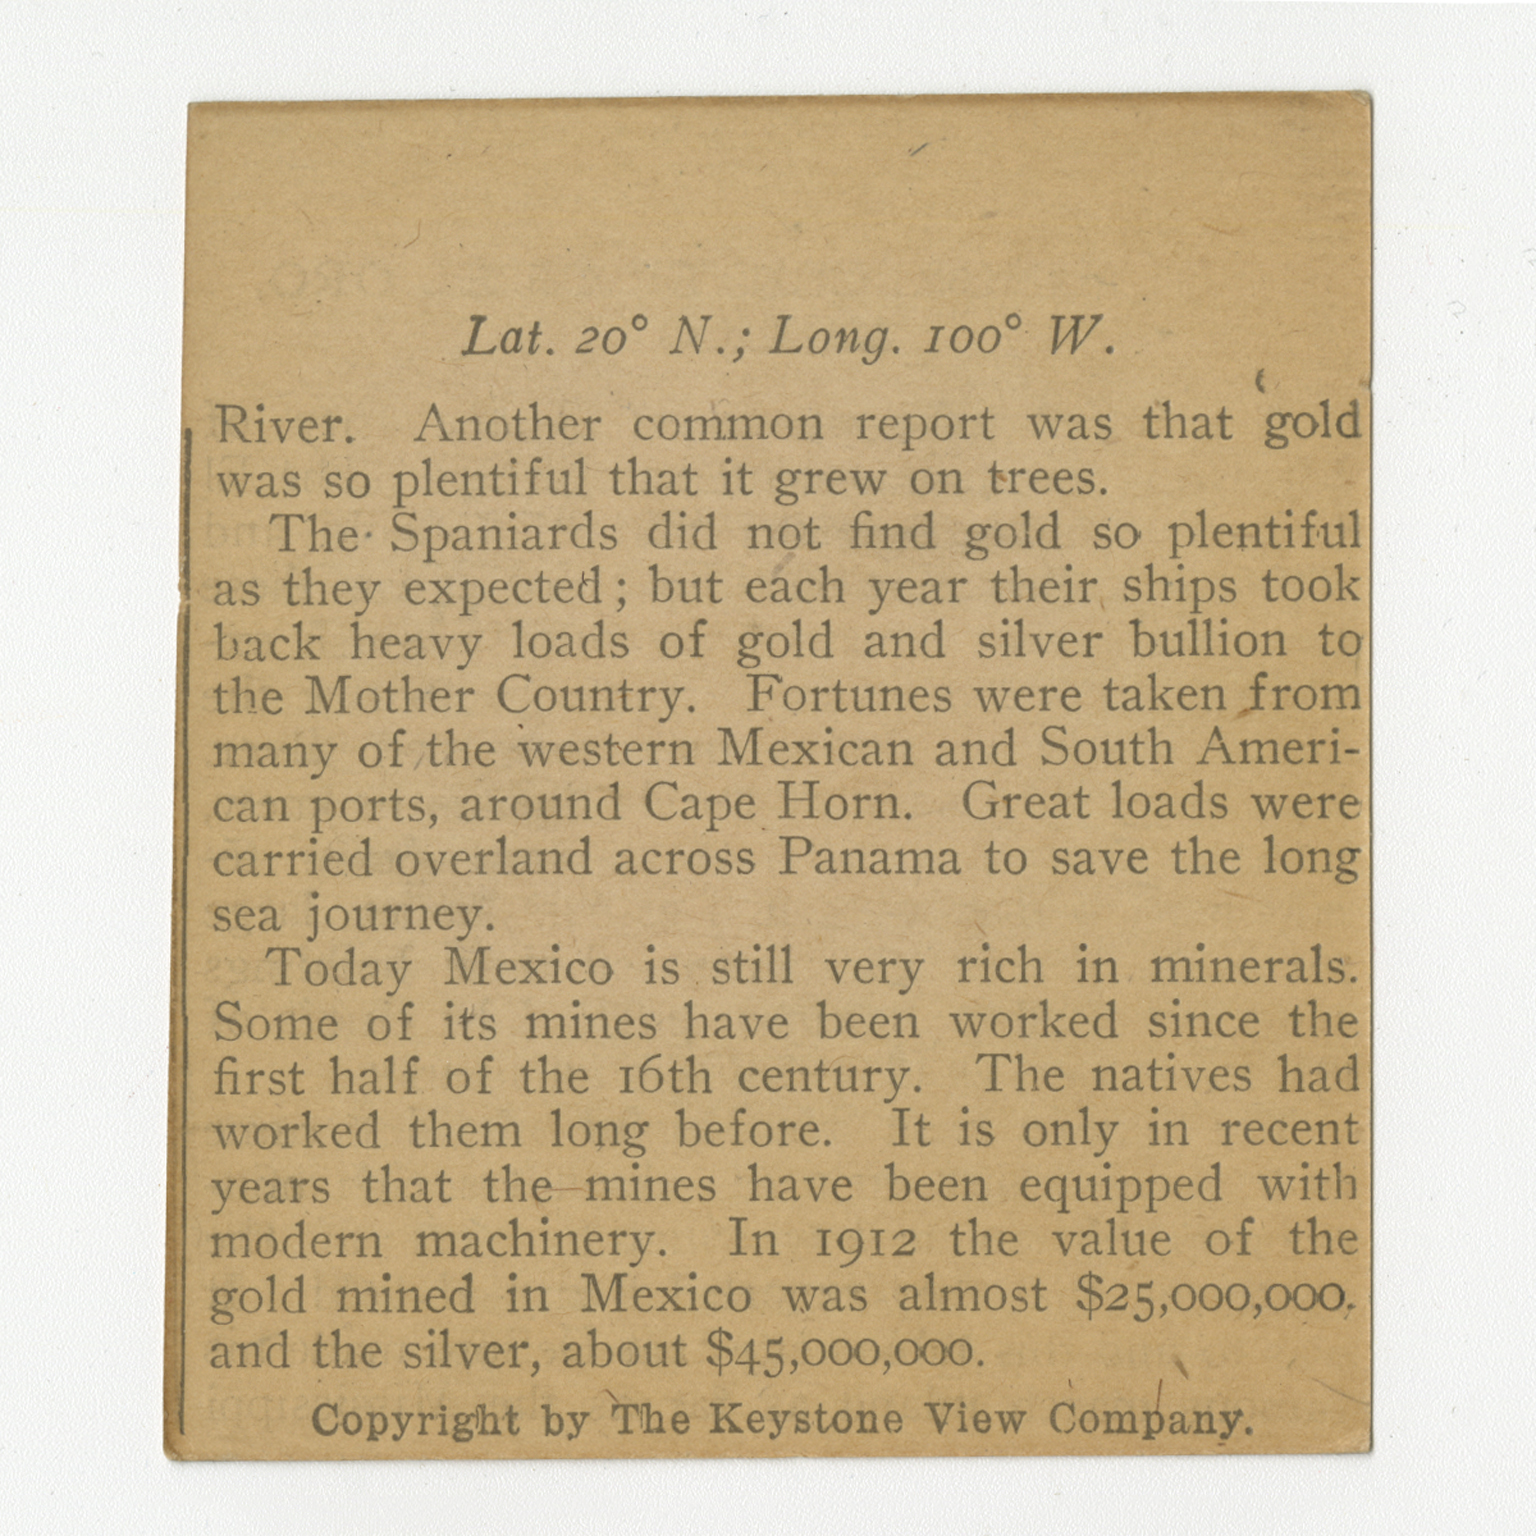 Lat. 20° N.; Long. 100° W.
River. Another common report was that gold
was so plentiful that it grew on trees.
The Spaniards did not find gold so plentiful
as they expected; but each year their ships took
back heavy loads of gold and silver bullion to
the Mother Country. Fortunes were taken from
many of the western Mexican and South Ameri-
can ports, around Cape Horn. Great loads were
carried overland across Panama to save the long
sea journey.
Today Mexico is still very rich in minerals.
Some of its mines have been worked since the
first half of the 16th century. The natives had
worked them long before. It is only in recent
years that the mines have been equipped with
modern machinery. In 1912 the value of the
gold mined in Mexico was almost $25,000,000,
and the silver, about $45,000,000.
Copyright by The Keystone View Company.